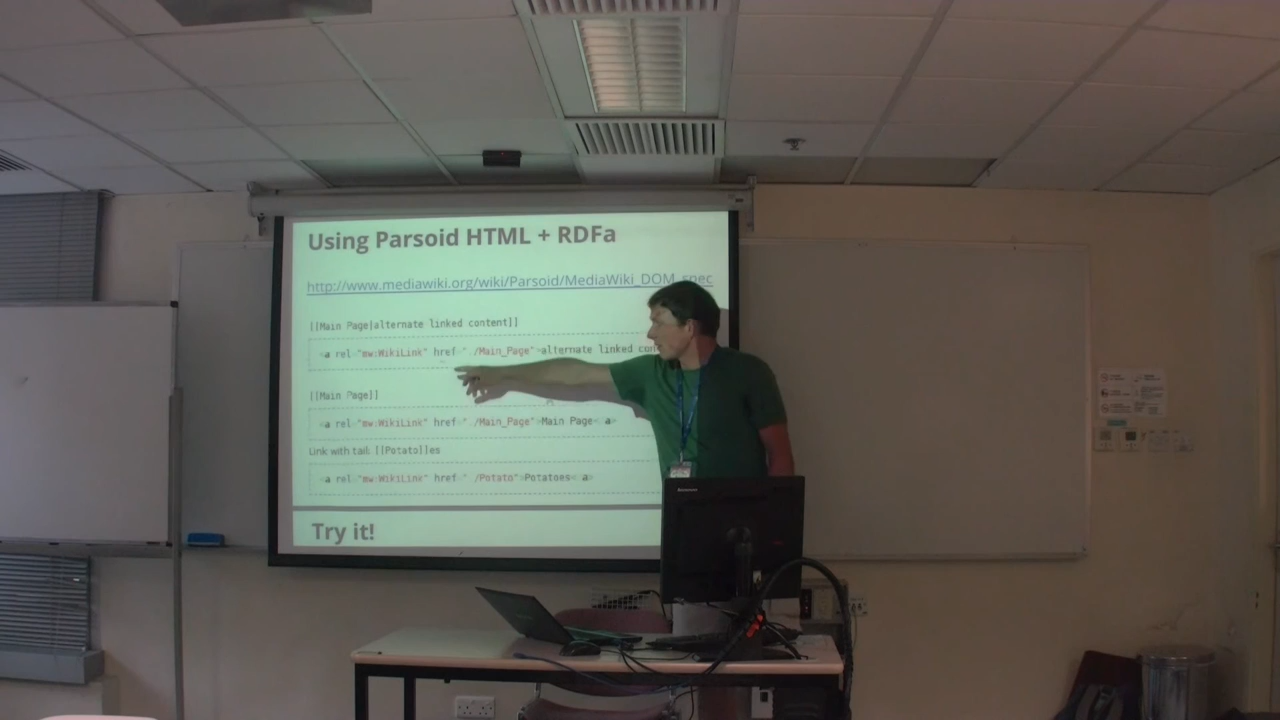 Using Parsoid HTML + RDFa
http://www.mediawiki.org/wiki/Parsoid/MediaWiki_DOM_spec
[[Main Page|alternate linked content]]
<a rel="mw:WikiLink" href="./Main_Page">alternate linked con
[[Main Page]]
<a rel="mw:WikiLink" href="./Main_Page">Main Page</a>
Link with tail: [[Potato]]es
<a rel="mw:WikiLink" href="./Potato">Potatoes</a>
Try it!